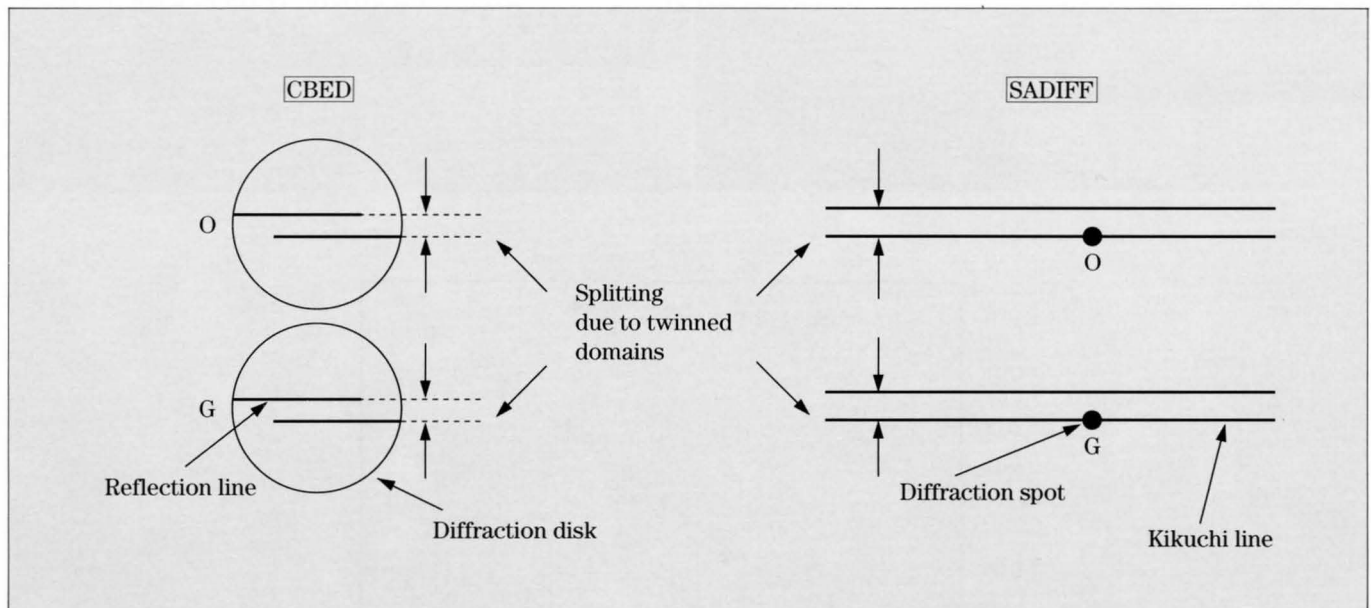 CBED
SADIFF
O
O
Splitting
due to twinned
domains
G
G
Reflection line
Diffraction spot
Diffraction disk
Kikuchi line